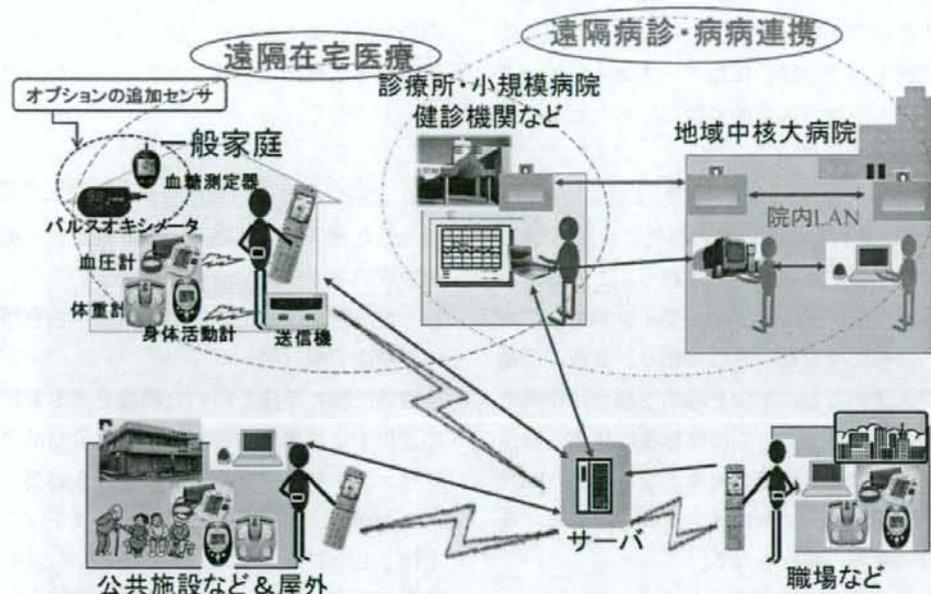 遠隔在宅医療
遠隔病診・病病連携
オプションの追加センサ
一般家庭
血糖測定器
パルスオキシメータ
血圧計
体重計
身体活動計
送信機
診療所・小規模病院
健診機関など
地域中核大病院
院内LAN
サーバ
公共施設など&屋外
職場など